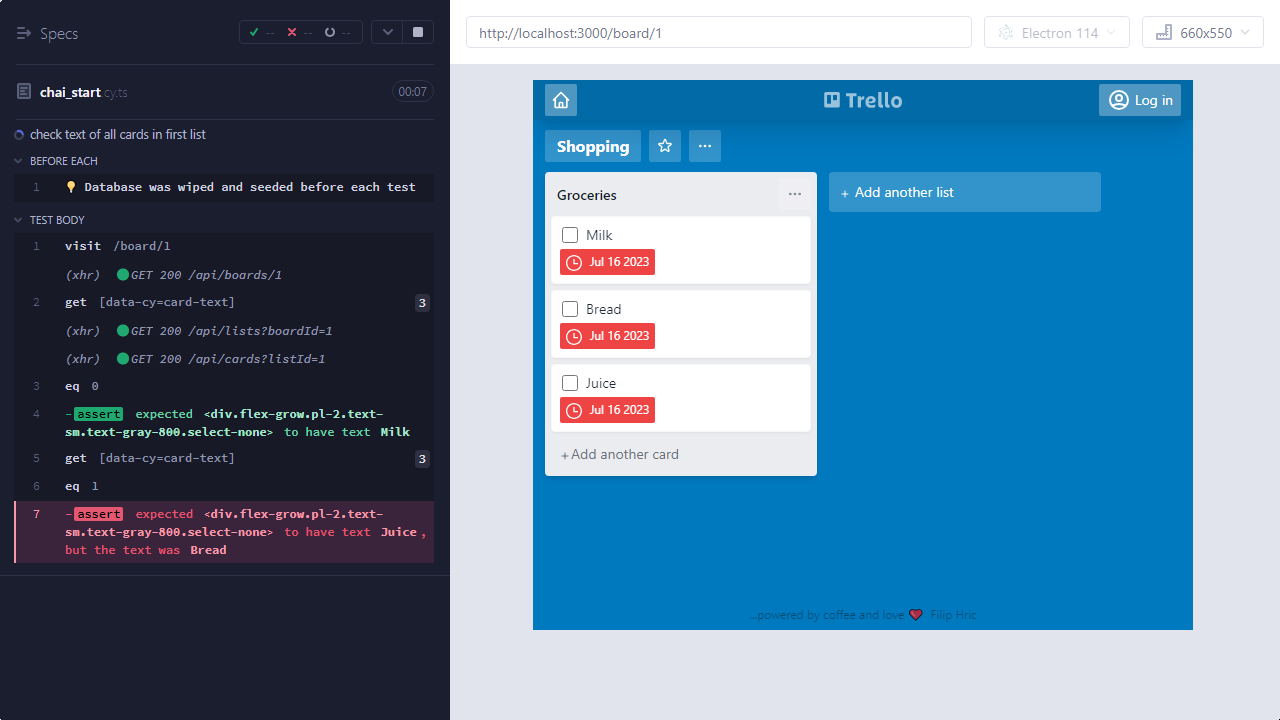 Specs
-- -- --
chai_start.cy.ts
00:07
check text of all cards in first list
BEFORE EACH
1 Database was wiped and seeded before each test
TEST BODY
1 visit /board/1
(xhr) GET 200 /api/boards/1
2 get [data-cy=card-text] 3
(xhr) GET 200 /api/lists?boardId=1
(xhr) GET 200 /api/cards?listId=1
3 eq 0
4 -assert expected <div.flex-grow.pl-2.text-
sm.text-gray-800.select-none> to have text Milk
5 get [data-cy=card-text] 3
6 eq 1
7 -assert expected <div.flex-grow.pl-2.text-
sm.text-gray-800.select-none> to have text Juice,
but the text was Bread
http://localhost:3000/board/1
Electron 114
660x550
Trello
Log in
Shopping
Groceries
Milk
Jul 16 2023
Bread
Jul 16 2023
Juice
Jul 16 2023
+ Add another card
+ Add another list
...powered by coffee and love Filip Hric